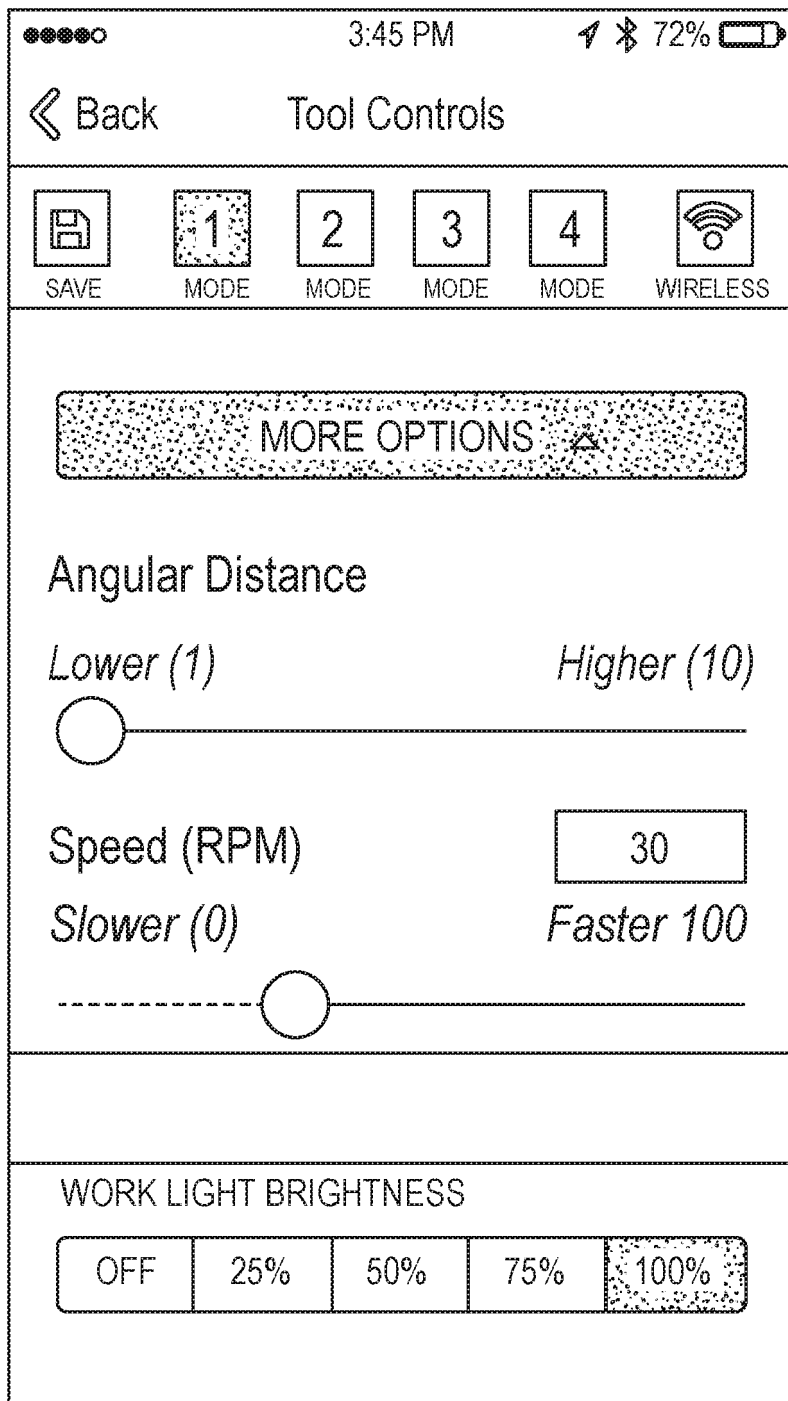 3:45 PM 72%
Back Tool Controls
1 2 3 4
SAVE MODE MODE MODE MODE WIRELESS
MORE OPTIONS
Angular Distance
Lower (1) Higher (10)
Speed (RPM) 30
Slower (0) Faster 100
WORK LIGHT BRIGHTNESS
OFF 25% 50% 75% 100%